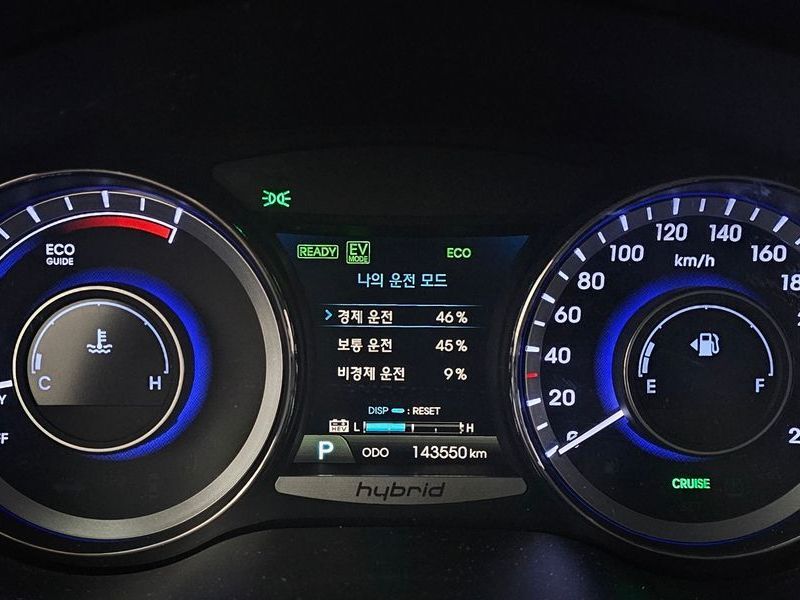 ECO
GUIDE
C H
READY EV MODE ECO
나의 운전 모드
경제 운전 46%
보통 운전 45%
비경제 운전 9%
DISP : RESET
HEV L H
P ODO 143550 km
hybrid
0
20
40
60
80
100
120
140
160
km/h
E F
CRUISE